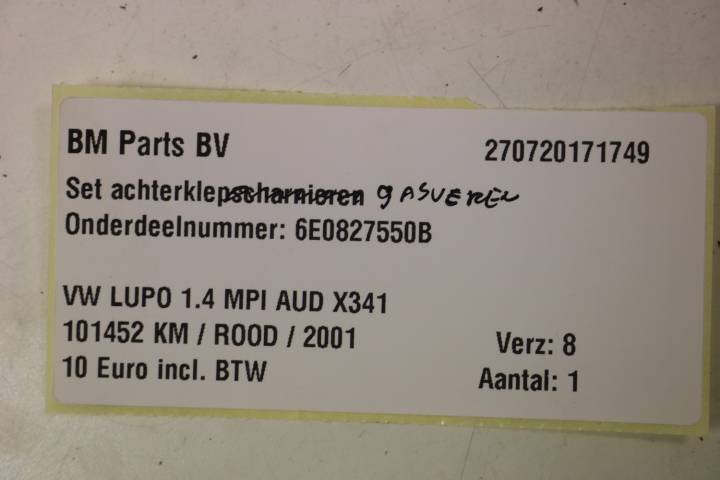 BM Parts BV 270720171749
Set achterklepscharnieren gASVEREN
Onderdeelnummer: 6E0827550B
VW LUPO 1.4 MPI AUD X341
101452 KM / ROOD / 2001 Verz: 8
10 Euro incl. BTW Aantal: 1